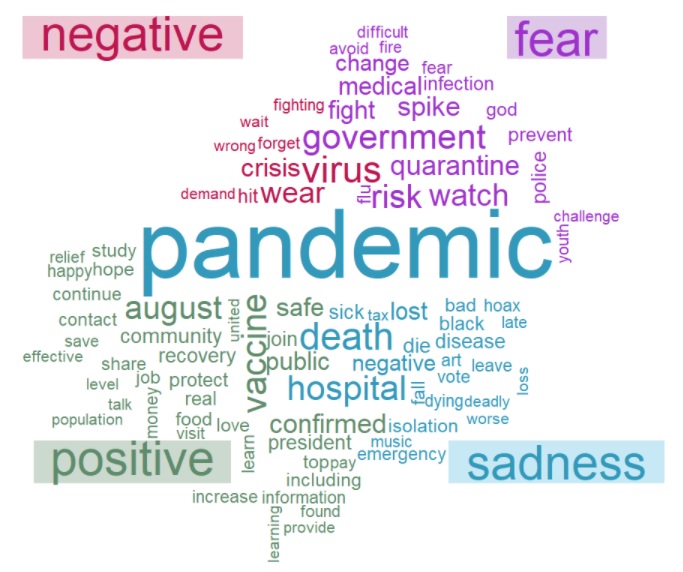 negative
fear
difficult
avoid fire
change fear
medical infection
fighting fight spike god
wait
wrong forget government prevent
crisis virus quarantine police
demand hit wear flu risk watch
pandemic challenge
youth
relief study
happy hope
continue
august united vaccine safe sick tax lost bad hoax
contact black late
save community join death die disease
effective recovery public negative art leave
share vote
level job protect hospital fall loss
real dying deadly
talk money
population food love confirmed isolation worse
visit learn president music
positive toppay emergency sadness
including
increase information
learning found
provide